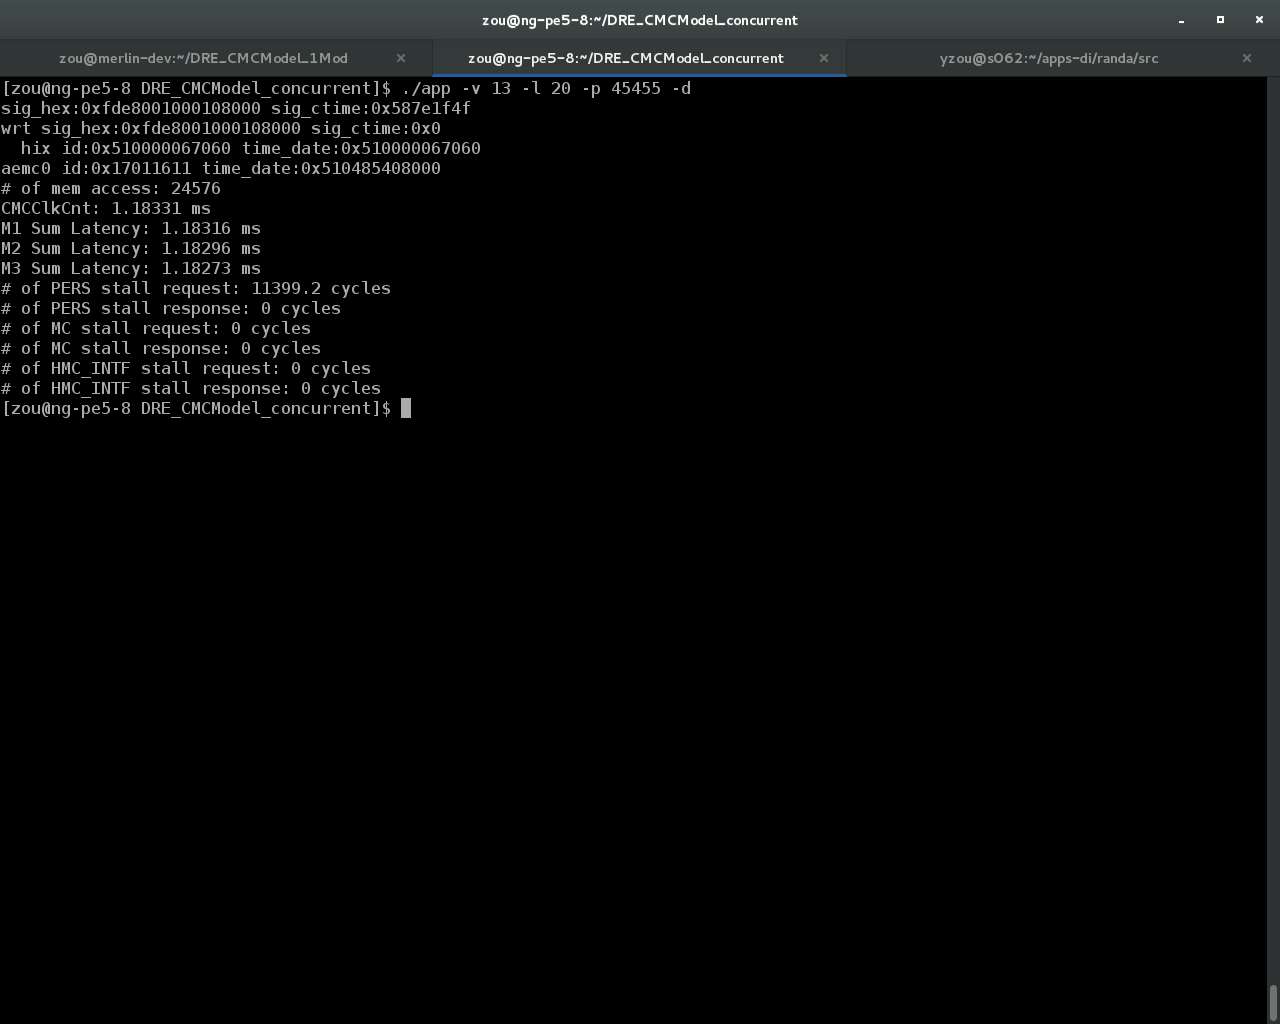 zou@ng-pe5-8:~/DRE_CMCModel_concurrent
zou@merlin-dev:~/DRE_CMCModel_1Mod
zou@ng-pe5-8:~/DRE_CMCModel_concurrent
yzou@s062:~/apps-di/randa/src
[zou@ng-pe5-8 DRE_CMCModel_concurrent]$ ./app -v 13 -l 20 -p 45455 -d
sig_hex:0xfde8001000108000 sig_ctime:0x587e1f4f
wrt sig_hex:0xfde8001000108000 sig_ctime:0x0
  hix id:0x510000067060 time_date:0x510000067060
aemc0 id:0x17011611 time_date:0x510485408000
# of mem access: 24576
CMCClkCnt: 1.18331 ms
M1 Sum Latency: 1.18316 ms
M2 Sum Latency: 1.18296 ms
M3 Sum Latency: 1.18273 ms
# of PERS stall request: 11399.2 cycles
# of PERS stall response: 0 cycles
# of MC stall request: 0 cycles
# of MC stall response: 0 cycles
# of HMC_INTF stall request: 0 cycles
# of HMC_INTF stall response: 0 cycles
[zou@ng-pe5-8 DRE_CMCModel_concurrent]$